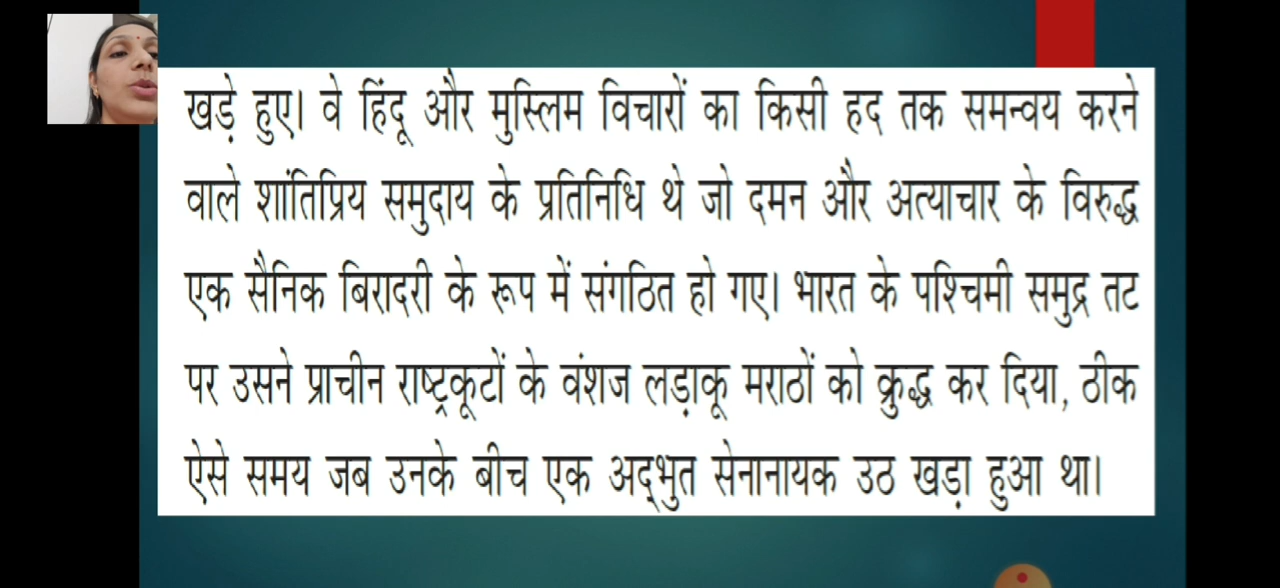 खड़े हुए। वे हिंदू और मुस्लिम विचारों का किसी हद तक समन्वय करने
वाले शांतिप्रिय समुदाय के प्रतिनिधि थे जो दमन और अत्याचार के विरुद्ध
एक सैनिक बिरादरी के रूप में संगठित हो गए। भारत के पश्चिमी समुद्र तट
पर उसने प्राचीन राष्ट्रकूटों के वंशज लड़ाकू मराठों को क्रुद्ध कर दिया, ठीक
ऐसे समय जब उनके बीच एक अद्‌भुत सेनानायक उठ खड़ा हुआ था।